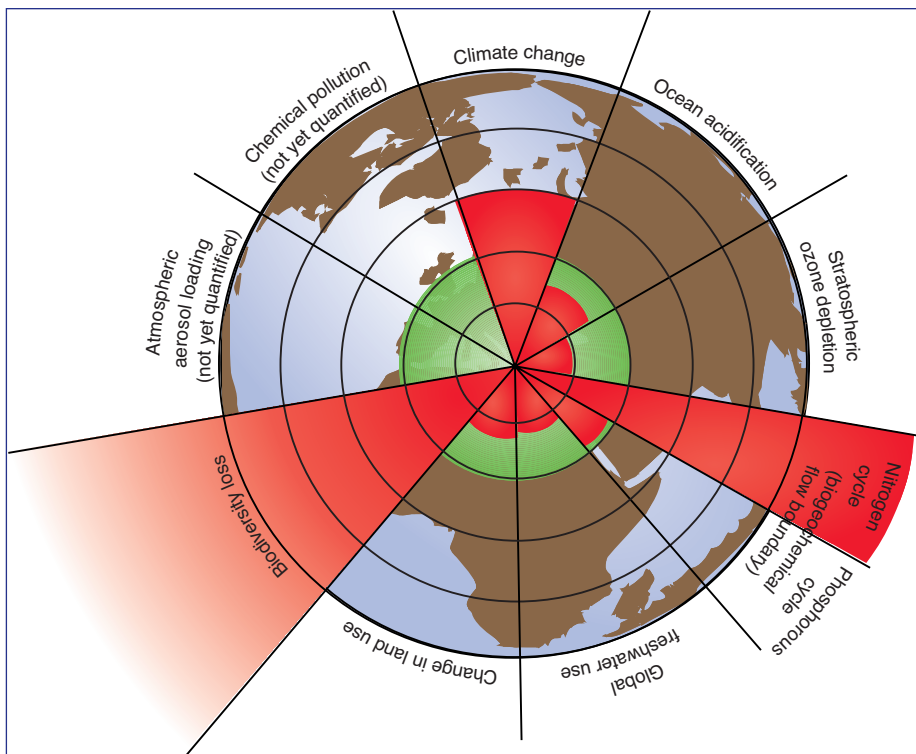 Climate change
Ocean acidification
Stratospheric
ozone depletion
Nitrogen
cycle
(biogeochemical
flow boundary)
Phosphorous
cycle
Global
freshwater use
Change in land use
Biodiversity loss
Atmospheric
aerosol loading
(not yet quantified)
Chemical pollution
(not yet quantified)